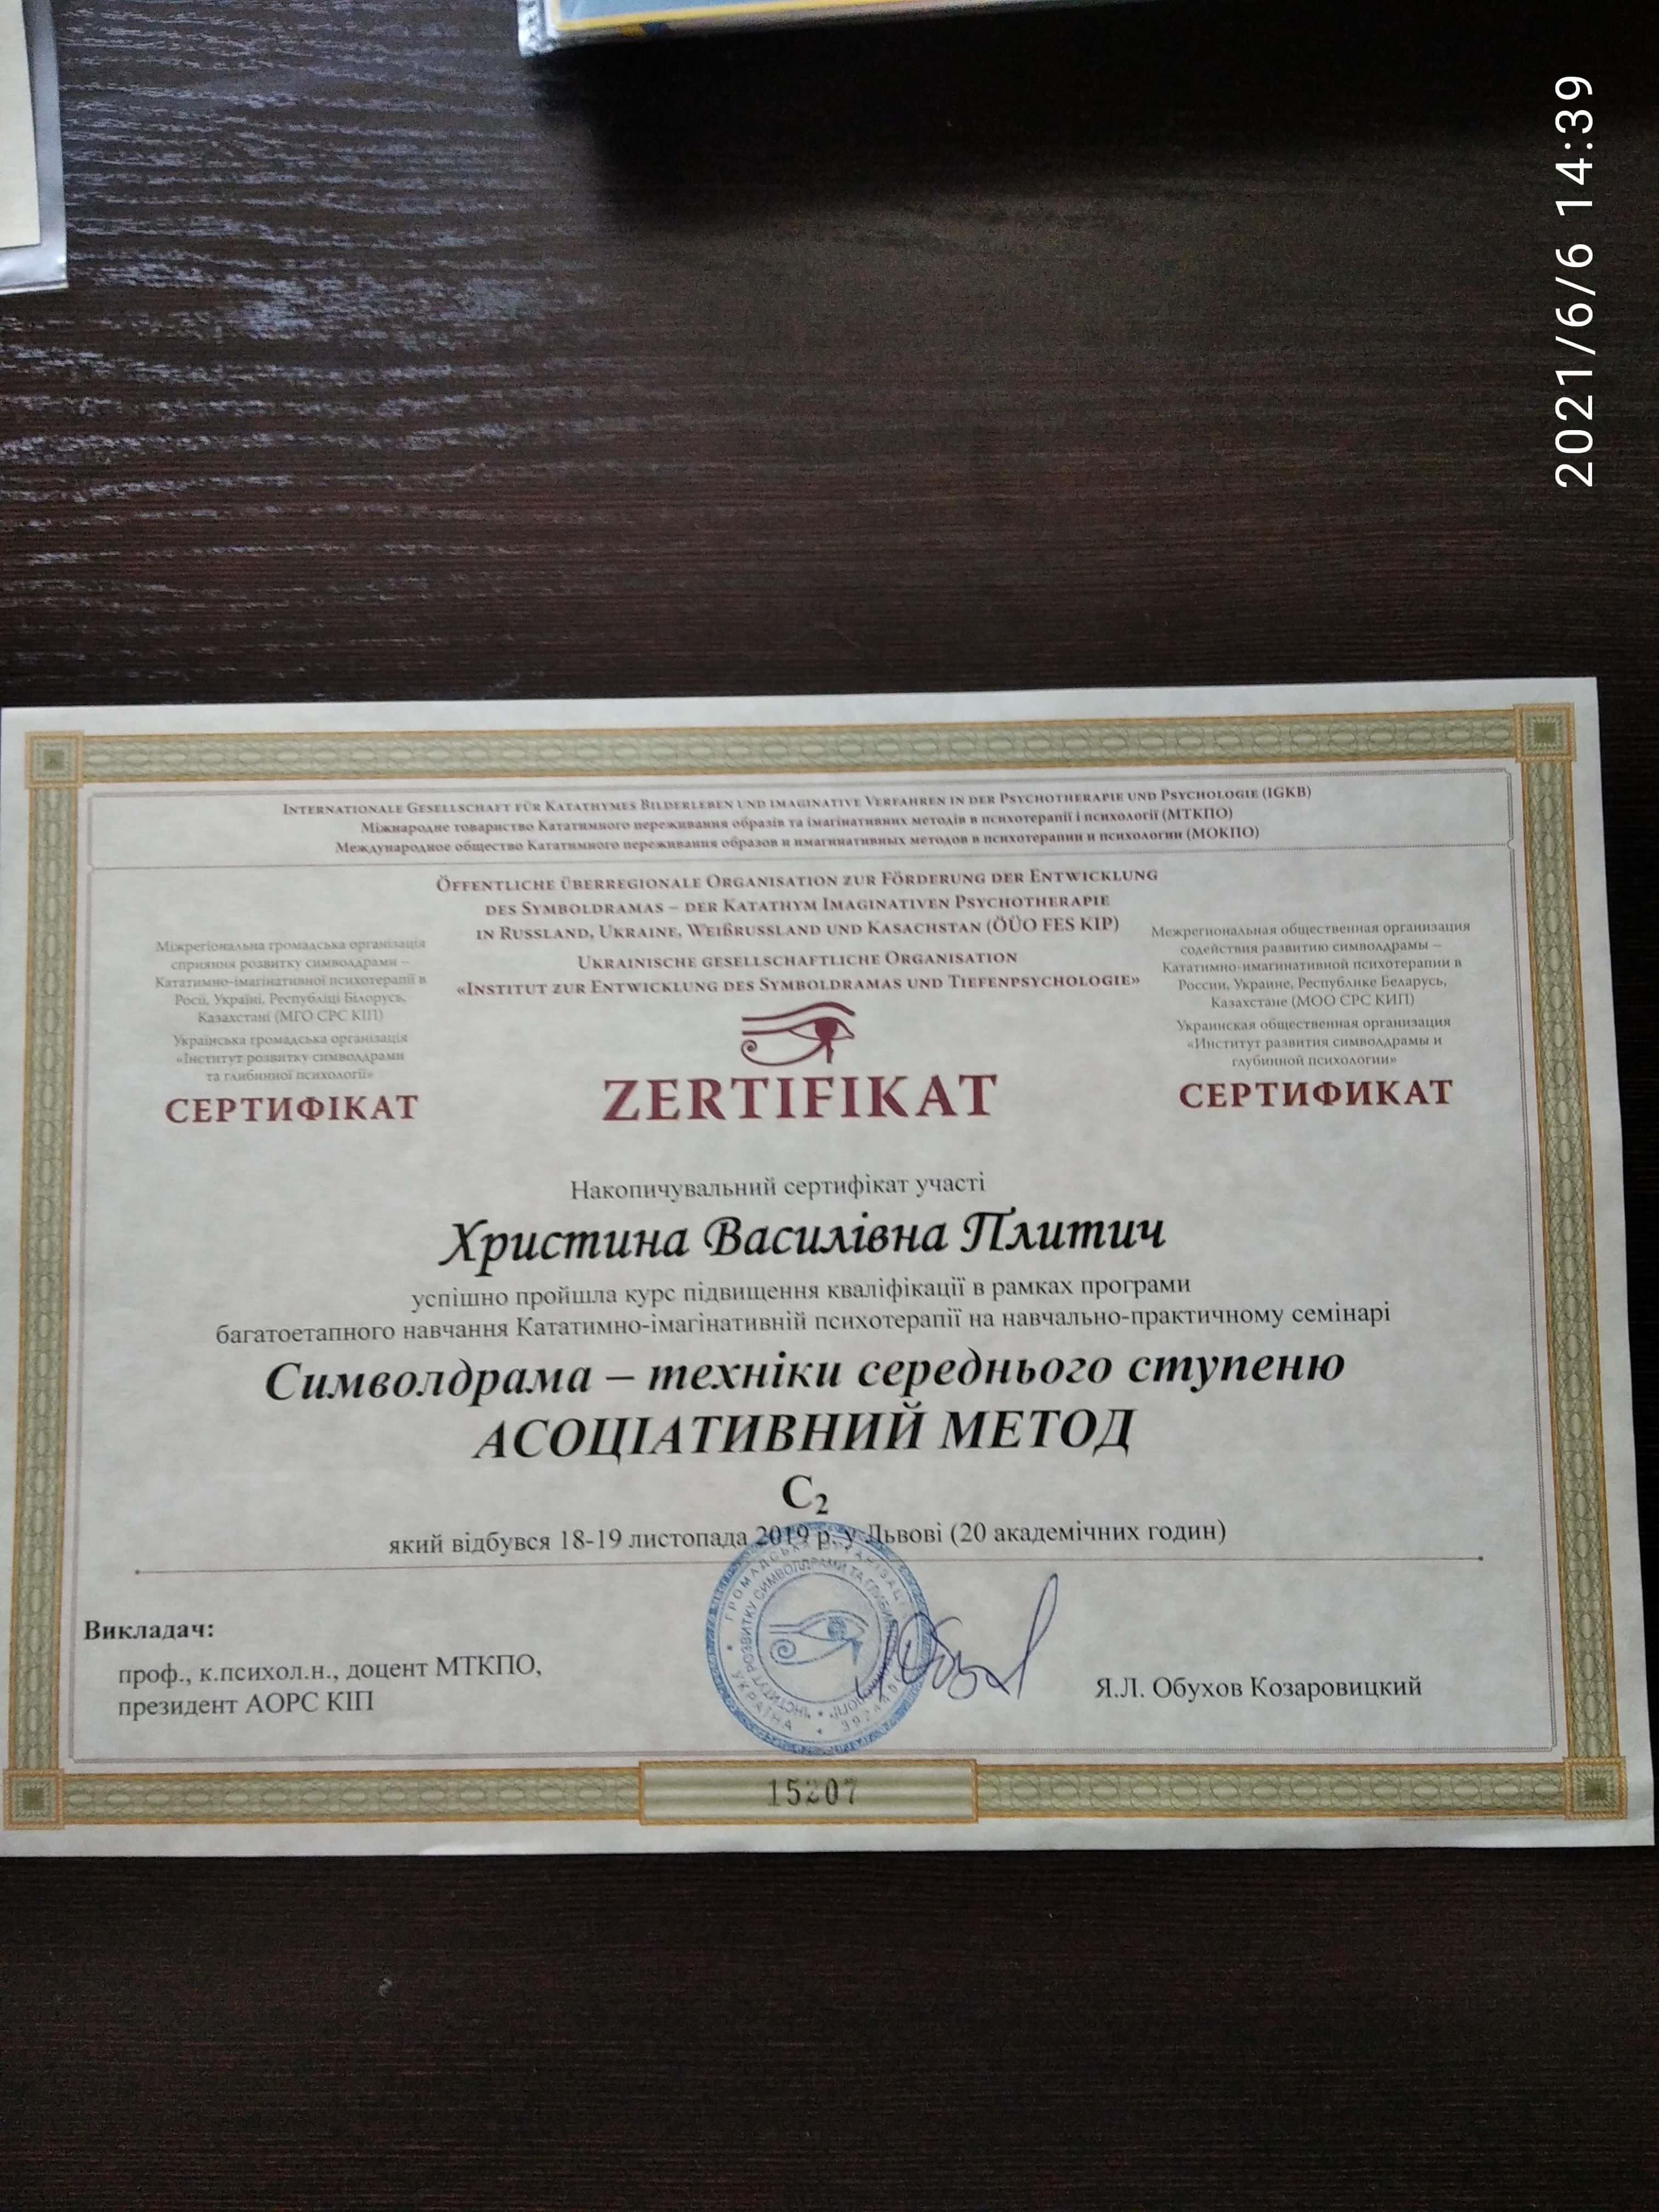 2021/6/6 14:39
Internationale Gesellschaft für Katathymes Bilderleben und imaginative Verfahren in der Psychotherapie und Psychologie (IGKB)
Міжнародне товариство Кататимного переживання образів та імагінативних методів в психотерапії і психології (МТКПО)
Международное общество Кататимного переживания образов и имагинативных методов в психотерапии и психологии (МОКПО)
Öffentliche überregionale Organisation zur Förderung der Entwicklung
des Symboldramas – der Katathym Imaginativen Psychotherapie
in Russland, Ukraine, Weißrussland und Kasachstan (ÖÜO FES KIP)
Ukrainische gesellschaftliche Organisation
«Institut zur Entwicklung des Symboldramas und Tiefenpsychologie»
ZERTIFIKAT
Міжрегіональна громадська організація
сприяння розвитку символдрами –
Кататимно-імагінативної психотерапії в
Росії, Україні, Республіці Білорусь,
Казахстані (МГО СРС КІП)
Українська громадська організація
«Інститут розвитку символдрами
та глибинної психології»
СЕРТИФІКАТ
Межрегиональная общественная организация
содействия развитию символдрамы –
Кататимно-имагинативной психотерапии в
России, Украине, Республике Беларусь,
Казахстане (МОО СРС КИП)
Украинская общественная организация
«Институт развития символдрамы и
глубинной психологии»
СЕРТИФИКАТ
Накопичувальний сертифікат участі
Христина Василівна Плитич
успішно пройшла курс підвищення кваліфікації в рамках програми
багатоетапного навчання Кататимно-імагінативній психотерапії на навчально-практичному семінарі
Символдрама – техніки середнього ступеню
АСОЦІАТИВНИЙ МЕТОД
С₂
який відбувся 18-19 листопада 2019 р. у Львові (20 академічних годин)
Викладач:
проф., к.психол.н., доцент МТКПО,
президент АОРС КІП
Я.Л. Обухов Козаровицкий
УКРАЇНА
15207